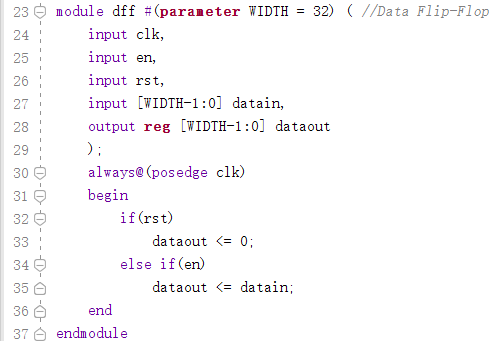 23 module dff #(parameter WIDTH = 32) ( //Data Flip-Flop
24     input clk,
25     input en,
26     input rst,
27     input [WIDTH-1:0] datain,
28     output reg [WIDTH-1:0] dataout
29     );
30     always@(posedge clk)
31     begin
32         if(rst)
33             dataout <= 0;
34         else if(en)
35             dataout <= datain;
36     end
37 endmodule